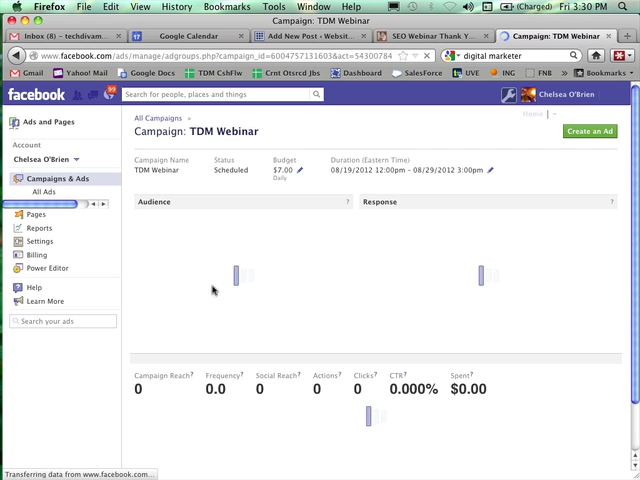 Firefox File Edit View History Bookmarks Tools Window Help (Charged) Fri 3:30 PM
Campaign: TDM Webinar
Inbox (8) – techdivam... Google Calendar Add New Post ‹ Websit... SEO Webinar Thank Y... Campaign: TDM Webinar
www.facebook.com/ads/manage/adgroups.php?campaign_id=6004757131603&act=54300784 digital marketer
Gmail Yahoo! Mail Google Docs TDM CshFlw Crnt Otsrcd Jbs Dashboard SalesForce UVE ING FNB » Bookmarks
facebook 99 Search for people, places and things Chelsea O'Brien
Home
Ads and Pages
Account
Chelsea O'Brien
Campaigns & Ads
All Ads
Pages
Reports
Settings
Billing
Power Editor
Help
Learn More
Search your ads
All Campaigns »
Campaign: TDM Webinar
Create an Ad
Campaign Name Status Budget Duration (Eastern Time)
TDM Webinar Scheduled $7.00 08/19/2012 12:00pm – 08/29/2012 3:00pm
Daily
Audience ? Response ?
Campaign Reach? Frequency? Social Reach? Actions? Clicks? CTR? Spent?
0 0.0 0 0 0 0.000% $0.00
Transferring data from www.facebook.com...